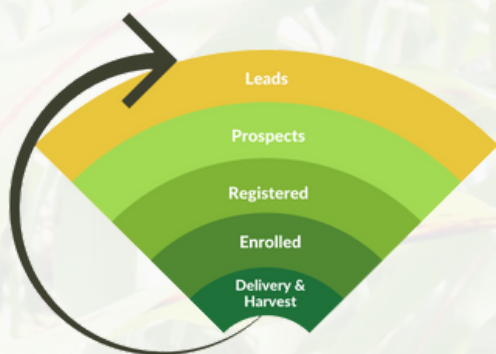 Leads
Prospects
Registered
Enrolled
Delivery &
Harvest